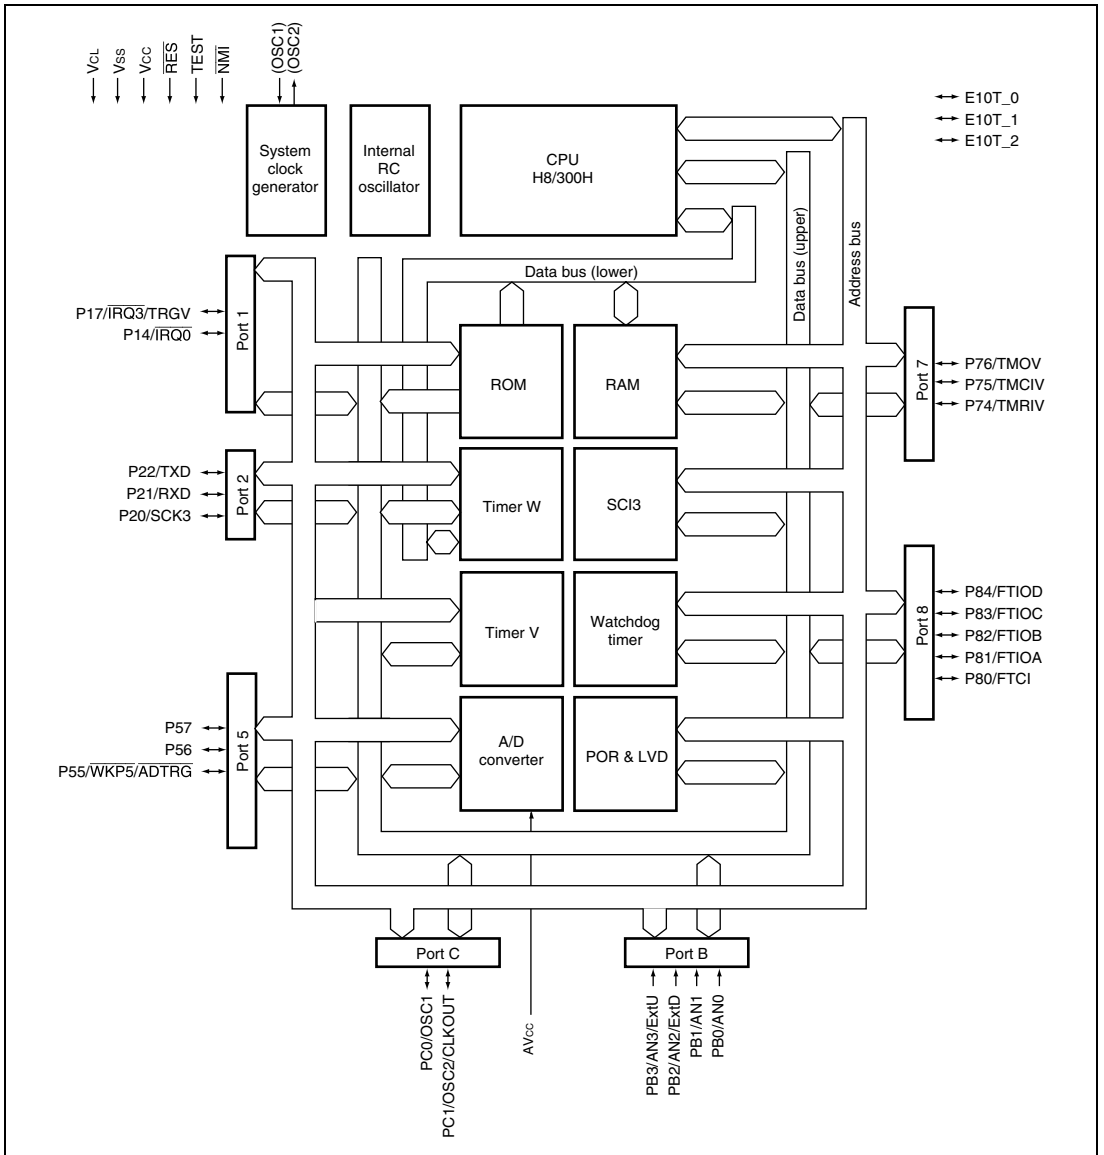 VCL
VSS
VCC
RES
TEST
NMI
(OSC1)
(OSC2)
E10T_0
E10T_1
E10T_2
System
clock
generator
Internal
RC
oscillator
CPU
H8/300H
Data bus (lower)
Data bus (upper)
Address bus
P17/IRQ3/TRGV
P14/IRQ0
Port 1
ROM
RAM
Port 7
P76/TMOV
P75/TMCIV
P74/TMRIV
P22/TXD
P21/RXD
P20/SCK3
Port 2
Timer W
SCI3
Timer V
Watchdog
timer
Port 8
P84/FTIOD
P83/FTIOC
P82/FTIOB
P81/FTIOA
P80/FTCI
P57
P56
P55/WKP5/ADTRG
Port 5
A/D
converter
POR & LVD
Port C
Port B
PC0/OSC1
PC1/OSC2/CLKOUT
AVCC
PB3/AN3/ExtU
PB2/AN2/ExtD
PB1/AN1
PB0/AN0